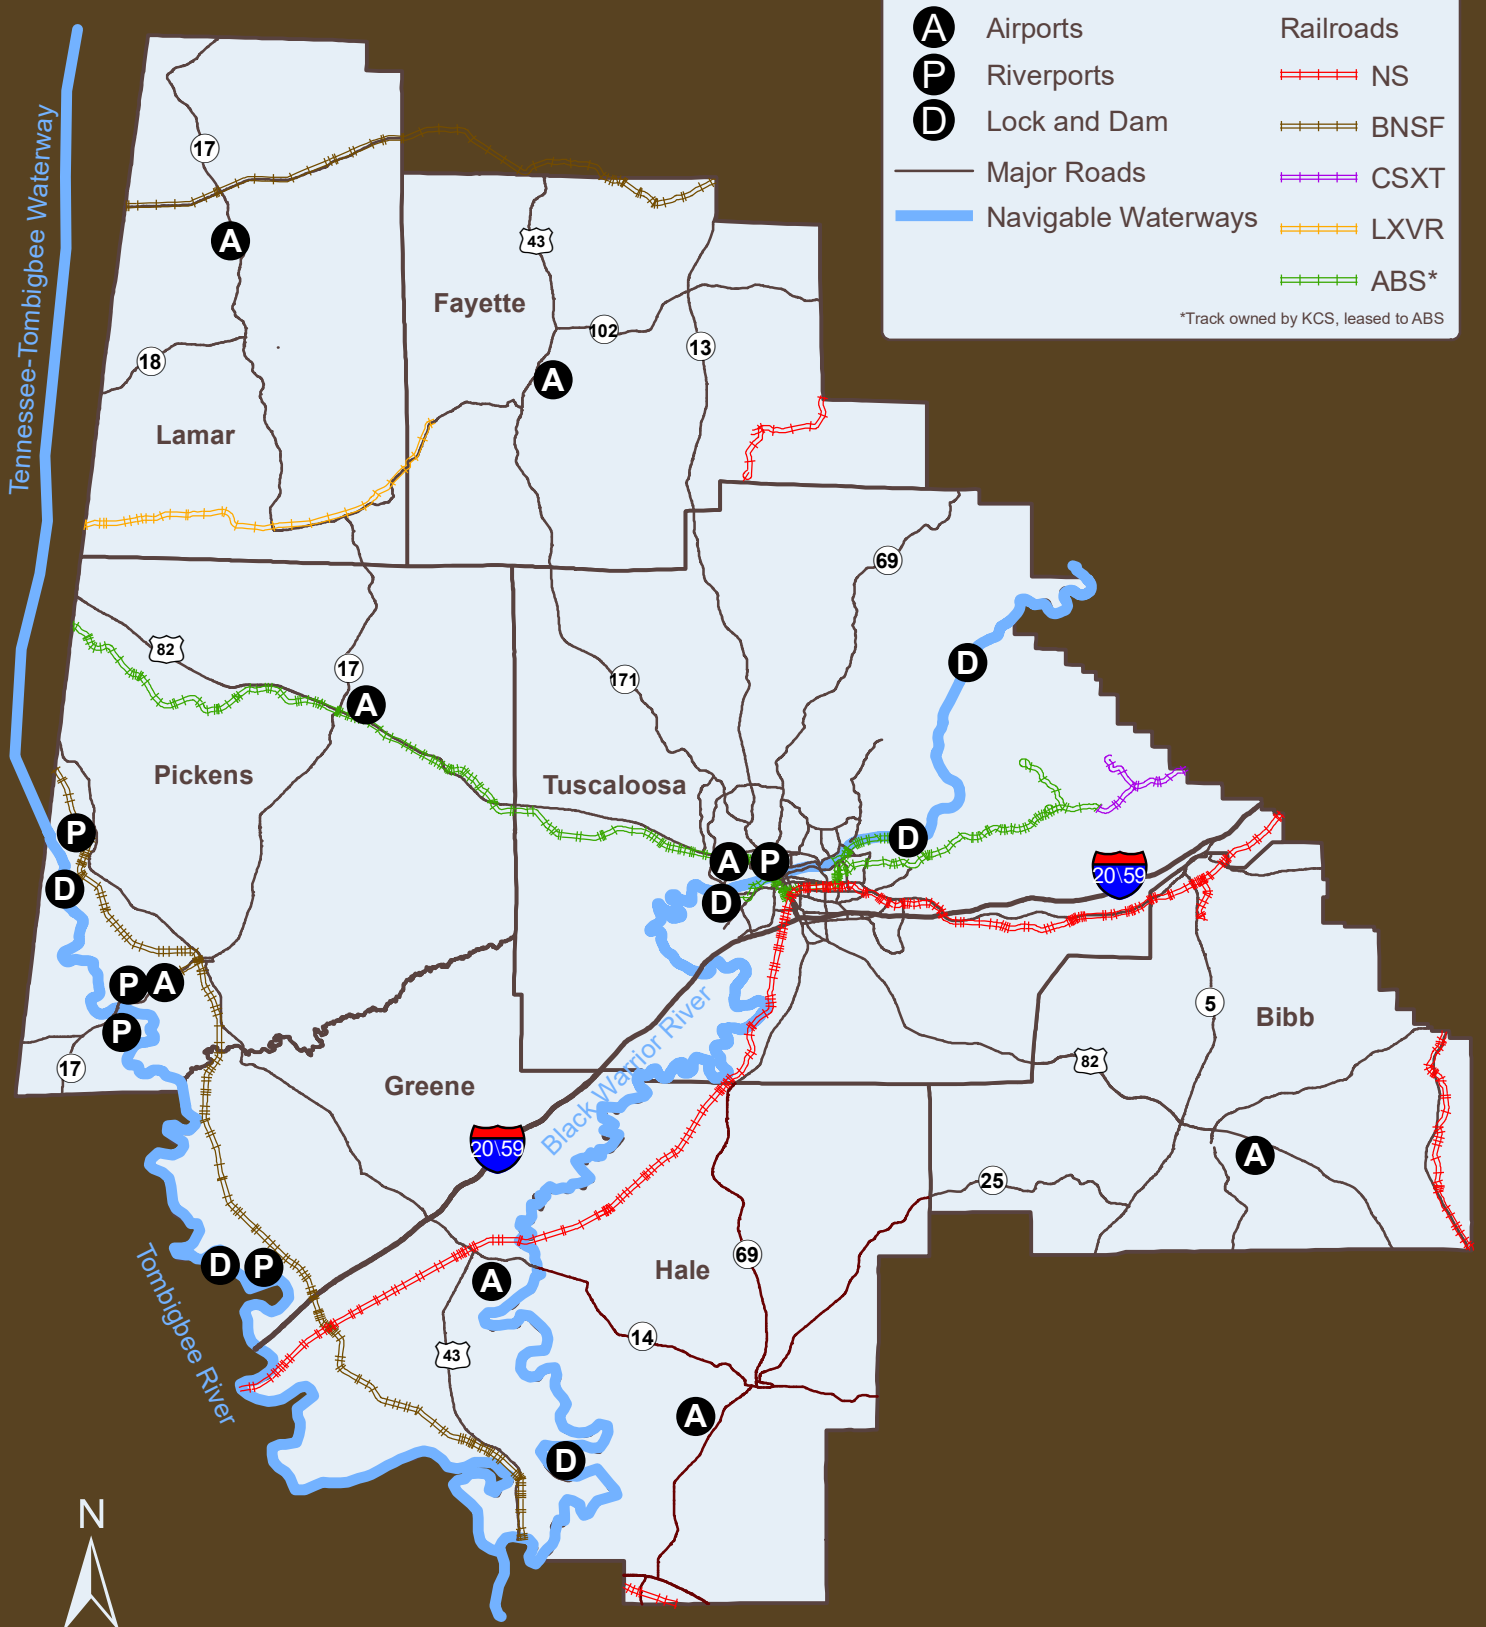 A Airports
P Riverports
D Lock and Dam
Major Roads
Navigable Waterways
Railroads
NS
BNSF
CSXT
LXVR
ABS*
*Track owned by KCS, leased to ABS
Tennessee-Tombigbee Waterway
17
A
43
Fayette
102
13
18
A
Lamar
69
82
17
171
D
A
Pickens
Tuscaloosa
P
D
A P
20\59
D
D
P A
5
Bibb
P
17
82
Greene
Black Warrior River
20\59
A
25
D P
69
Hale
A
Tombigbee River
14
43
A
D
N